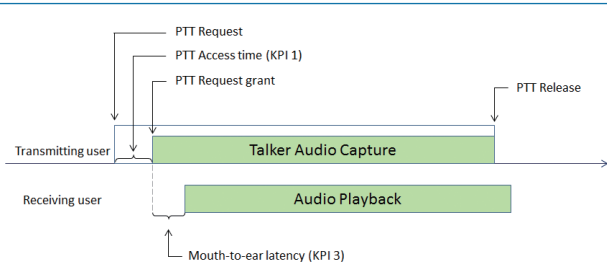 PTT Request
PTT Access time (KPI 1)
PTT Request grant
PTT Release
Transmitting user
Talker Audio Capture
Receiving user
Audio Playback
Mouth-to-ear latency (KPI 3)